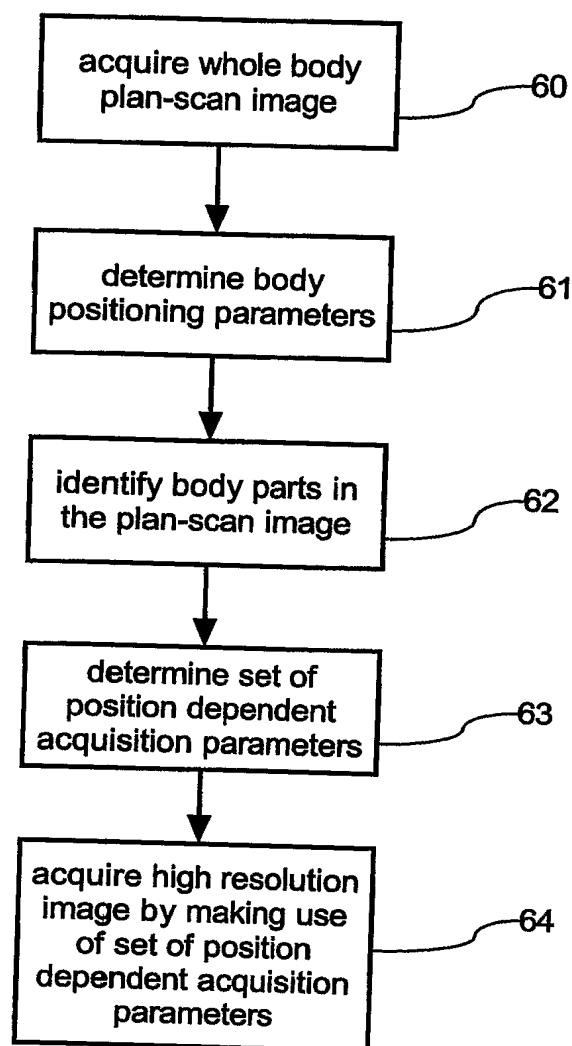 acquire whole body
plan-scan image
60
determine body
positioning parameters
61
identify body parts in
the plan-scan image
62
determine set of
position dependent
acquisition parameters
63
acquire high resolution
image by making use
of set of position
dependent acquisition
parameters
64